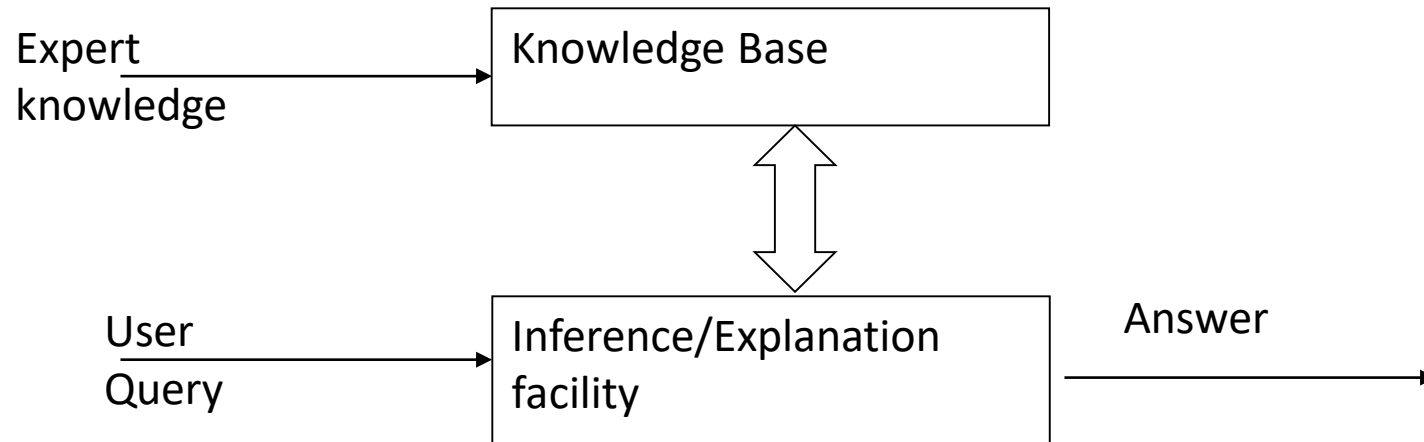 Expert
knowledge
Knowledge Base
User
Query
Inference/Explanation
facility
Answer